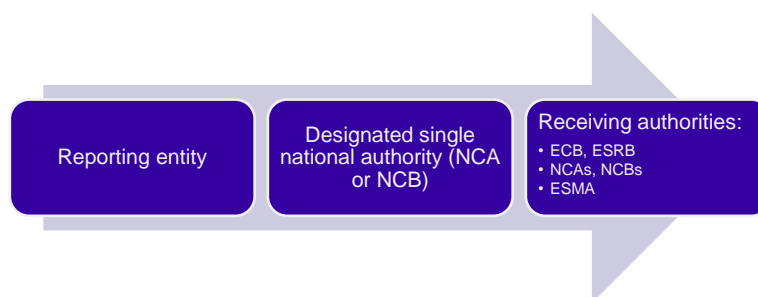 Reporting entity
Designated single
national authority (NCA
or NCB)
Receiving authorities:
• ECB, ESRB
• NCAs, NCBs
• ESMA